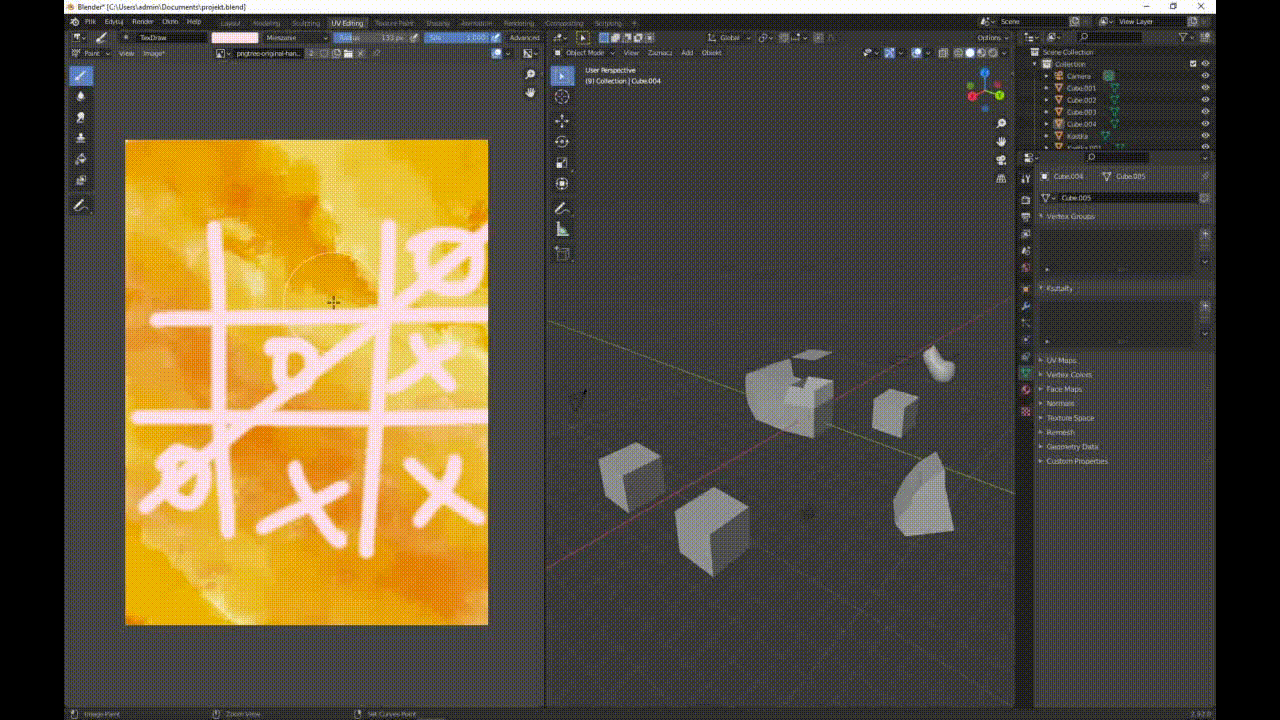 Blender* [C:\Users\admin\Documents\projekt.blend]
Plik Edytuj Render Okno Help Layout Modeling Sculpting UV Editing Texture Paint Shading Animation Rendering Compositing Scripting + Scene View Layer
TexDraw Mieszanie Radius 133 px Siła 1.000 Advanced Global Options
Paint View Image* pngtree-original-han... Object Mode View Zaznacz Add Obiekt
User Perspective
(9) Collection | Cube.004
Scene Collection
Collection
Camera
Cube.001
Cube.002
Cube.003
Cube.004
Kostka
Kostka.001
Cube.004 Cube.005
Cube.005
Vertex Groups
Kształty
UV Maps
Vertex Colors
Face Maps
Normals
Texture Space
Remesh
Geometry Data
Custom Properties
Image Paint Zoom View Set Curves Point 2.92.0